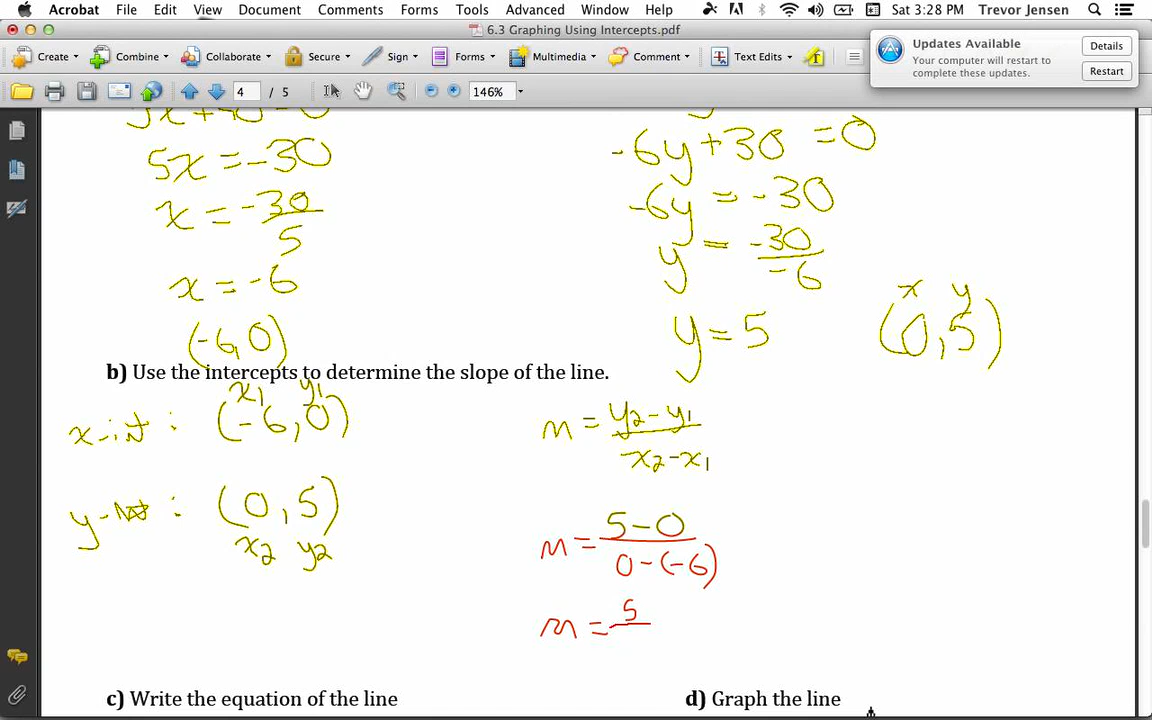 Acrobat File Edit View Document Comments Forms Tools Advanced Window Help Sat 3:28 PM Trevor Jensen
6.3 Graphing Using Intercepts.pdf
Updates Available
Your computer will restart to
complete these updates.
Details
Restart
Create Combine Collaborate Secure Sign Forms Multimedia Comment Text Edits
4 / 5 146%
5x = -30
x = -30/5
x = -6
(-6,0)
-6y + 30 = 0
-6y = -30
y = -30/-6
y = 5
x y
(0,5)
b) Use the intercepts to determine the slope of the line.
x1 y1
x-int : (-6,0)
y-int : (0,5)
x2 y2
m = y2-y1/x2-x1
m = 5-0/0-(-6)
m = 5/
c) Write the equation of the line
d) Graph the line